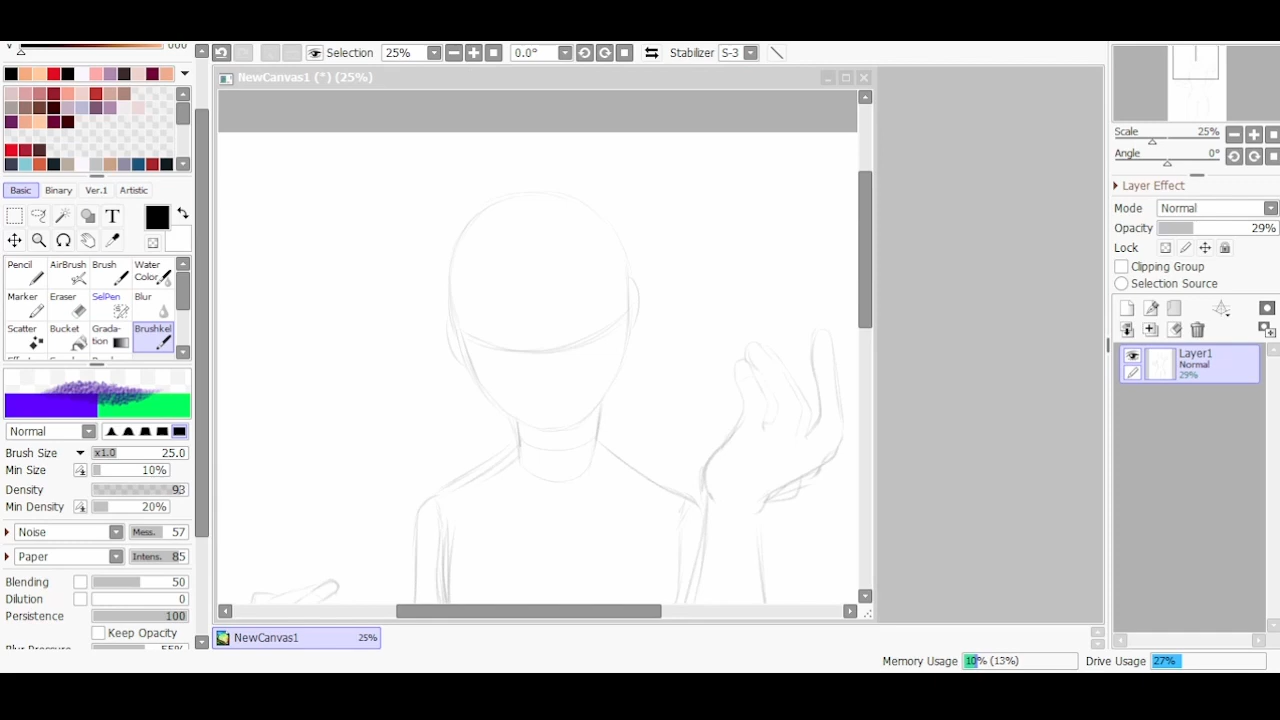 V 000
Selection 25% 0.0° Stabilizer S-3
NewCanvas1 (*) (25%)
Scale 25%
Angle 0°
Layer Effect
Mode Normal
Opacity 29%
Lock
Clipping Group
Selection Source
Layer1
Normal
29%
Basic Binary Ver.1 Artistic
T
Pencil AirBrush Brush Water
Color
Marker Eraser SelPen Blur
Scatter Bucket Grada- Brushkel
tion
Normal
Brush Size x1.0 25.0
Min Size 10%
Density 93
Min Density 20%
Noise Mess. 57
Paper Intens. 85
Blending 50
Dilution 0
Persistence 100
Keep Opacity
Blur Pressure 55%
NewCanvas1 25%
Memory Usage 10% (13%) Drive Usage 27%